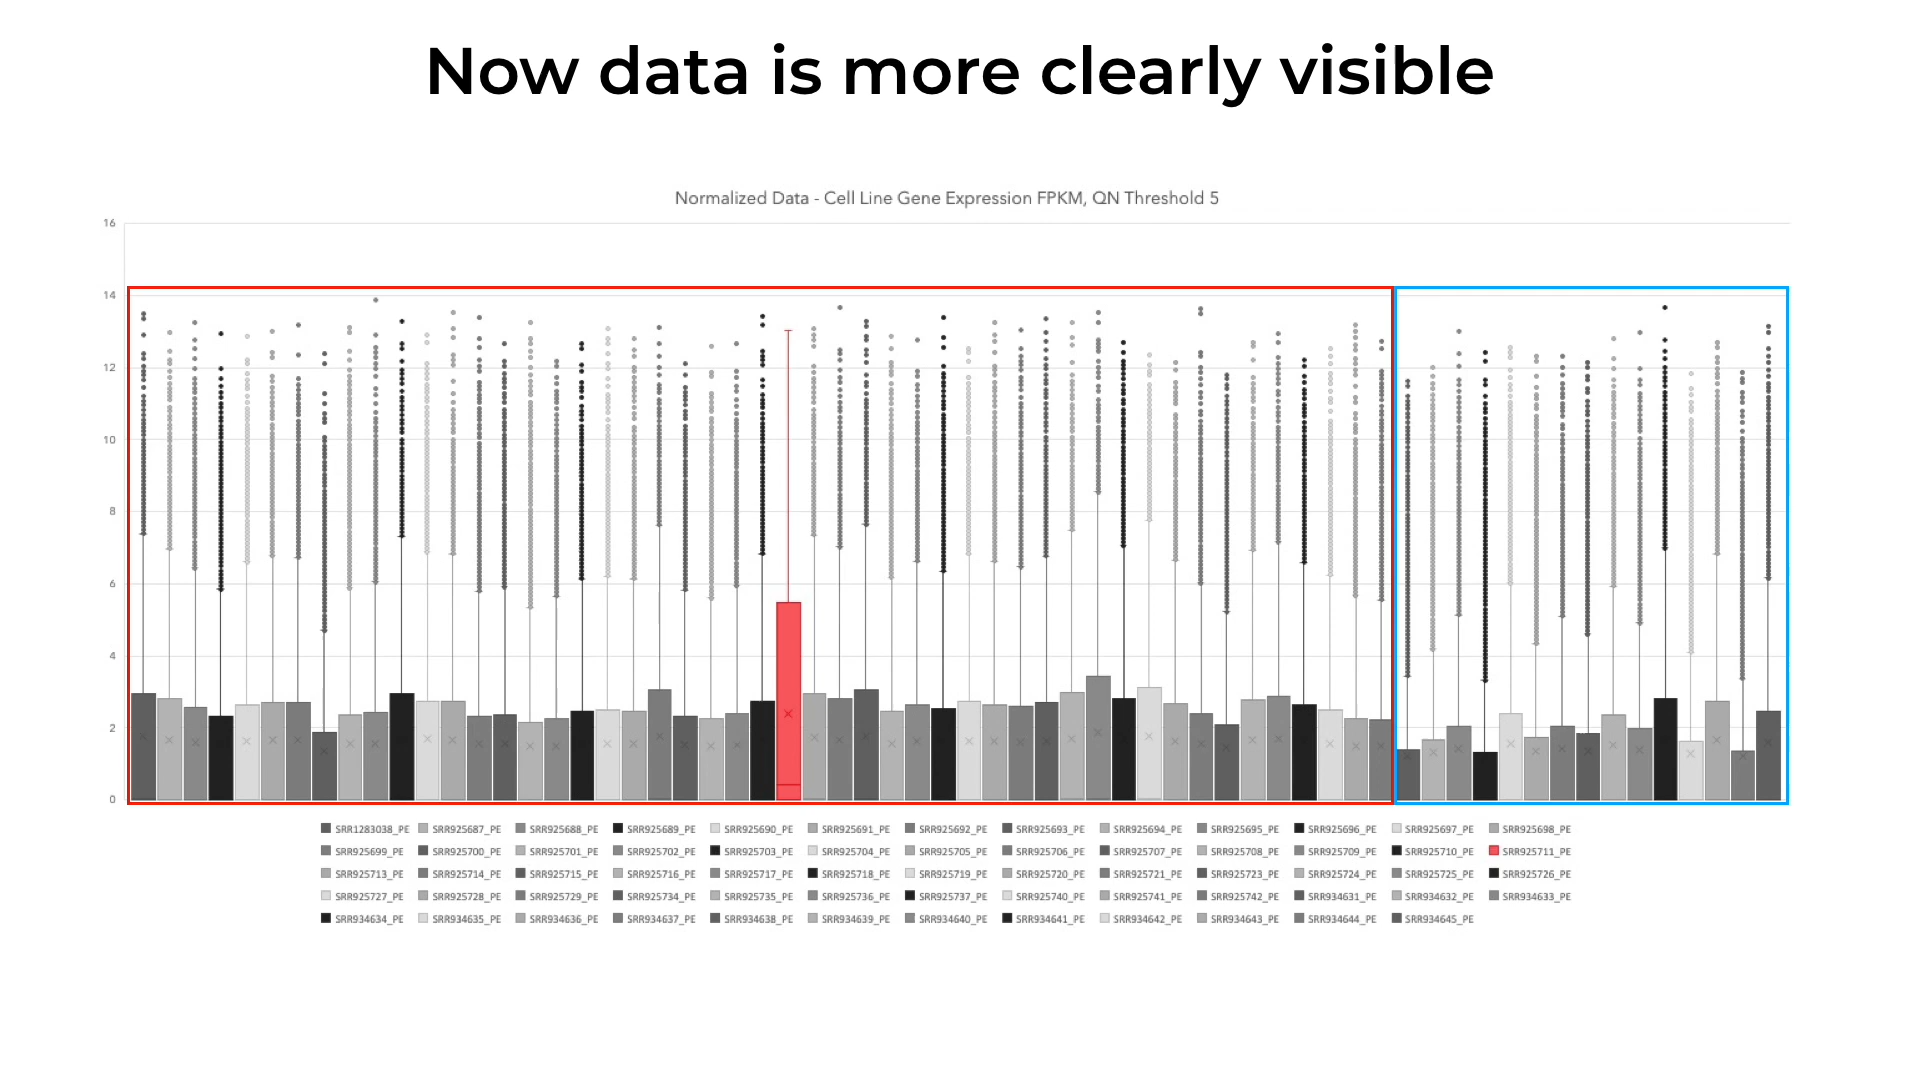 Now data is more clearly visible
Normalized Data - Cell Line Gene Expression FPKM, QN Threshold 5
16
14
12
10
8
6
4
2
0
SRR1283038_PE SRR925687_PE SRR925688_PE SRR925689_PE SRR925690_PE SRR925691_PE SRR925692_PE SRR925693_PE SRR925694_PE SRR925695_PE SRR925696_PE SRR925697_PE SRR925698_PE
SRR925699_PE SRR925700_PE SRR925701_PE SRR925702_PE SRR925703_PE SRR925704_PE SRR925705_PE SRR925706_PE SRR925707_PE SRR925708_PE SRR925709_PE SRR925710_PE SRR925711_PE
SRR925713_PE SRR925714_PE SRR925715_PE SRR925716_PE SRR925717_PE SRR925718_PE SRR925719_PE SRR925720_PE SRR925721_PE SRR925723_PE SRR925724_PE SRR925725_PE SRR925726_PE
SRR925727_PE SRR925728_PE SRR925729_PE SRR925734_PE SRR925735_PE SRR925736_PE SRR925737_PE SRR925740_PE SRR925741_PE SRR925742_PE SRR934631_PE SRR934632_PE SRR934633_PE
SRR934634_PE SRR934635_PE SRR934636_PE SRR934637_PE SRR934638_PE SRR934639_PE SRR934640_PE SRR934641_PE SRR934642_PE SRR934643_PE SRR934644_PE SRR934645_PE